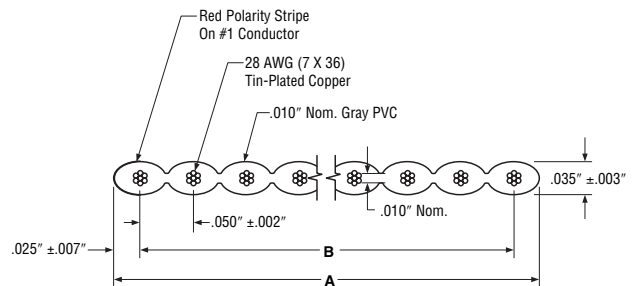 Red Polarity Stripe
On #1 Conductor
28 AWG (7 X 36)
Tin-Plated Copper
.010" Nom. Gray PVC
.035" ±.003"
.050" ±.002"
.010" Nom.
.025" ±.007"
B
A